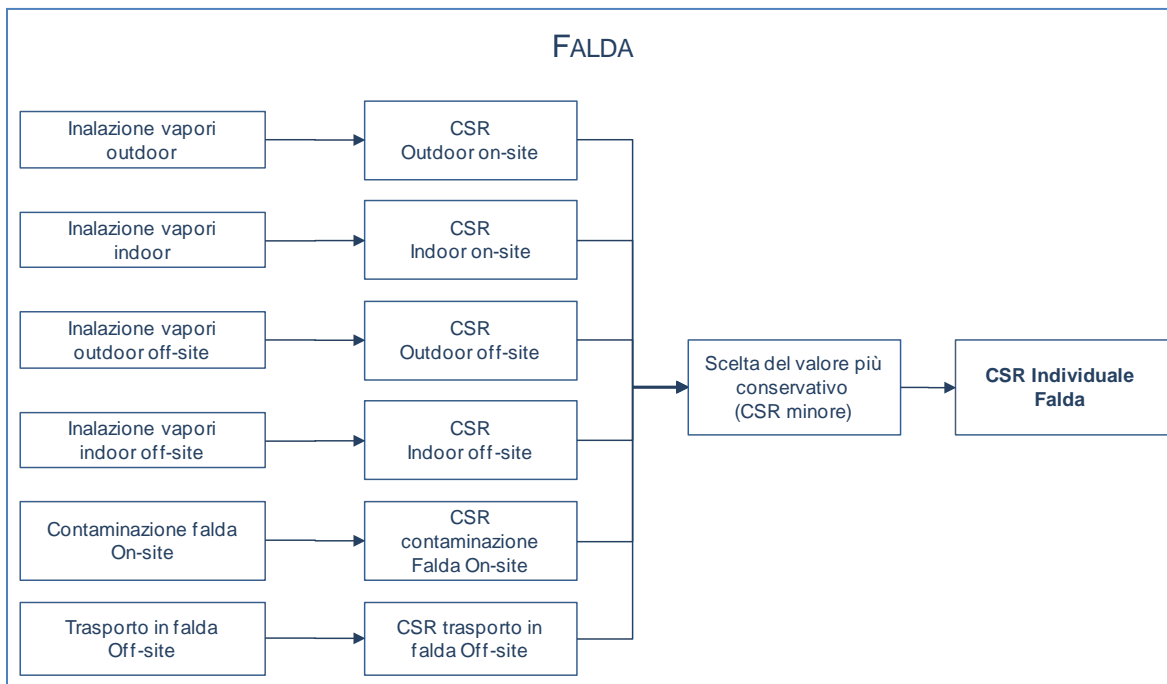 FALDA
Inalazione vapori
outdoor
CSR
Outdoor on-site
Inalazione vapori
indoor
CSR
Indoor on-site
Inalazione vapori
outdoor off-site
CSR
Outdoor off-site
Scelta del valore più
conservativo
(CSR minore)
CSR Individuale
Falda
Inalazione vapori
indoor off-site
CSR
Indoor off-site
Contaminazione falda
On-site
CSR
contaminazione
Falda On-site
Trasporto in falda
Off-site
CSR trasporto in
falda Off-site